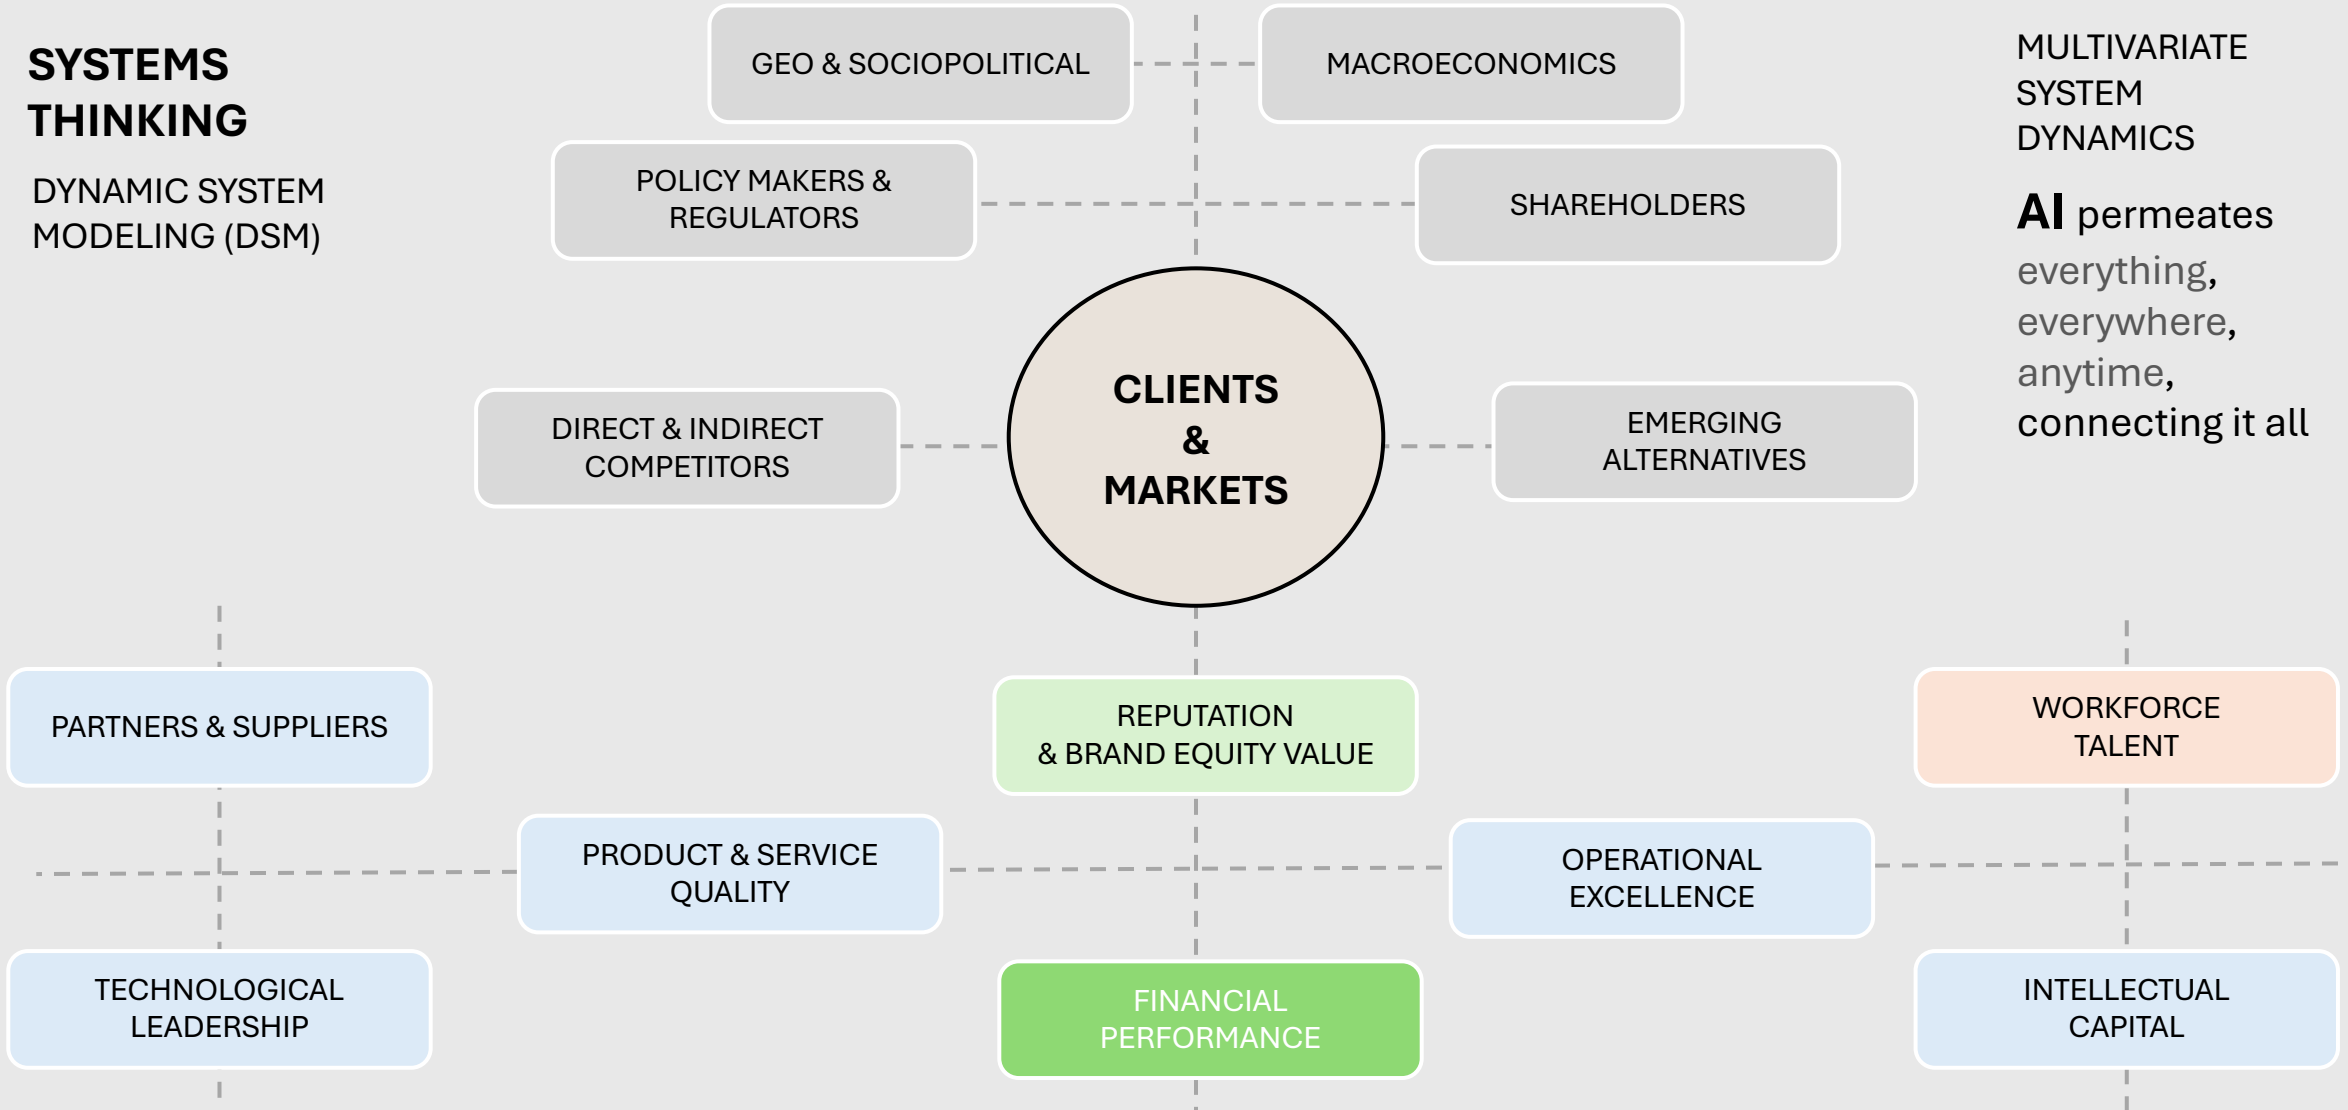 SYSTEMS
THINKING
DYNAMIC SYSTEM
MODELING (DSM)
GEO & SOCIOPOLITICAL
MACROECONOMICS
POLICY MAKERS &
REGULATORS
SHAREHOLDERS
MULTIVARIATE
SYSTEM
DYNAMICS
AI permeates
everything,
everywhere,
anytime,
connecting it all
DIRECT & INDIRECT
COMPETITORS
CLIENTS
&
MARKETS
EMERGING
ALTERNATIVES
PARTNERS & SUPPLIERS
REPUTATION
& BRAND EQUITY VALUE
WORKFORCE
TALENT
PRODUCT & SERVICE
QUALITY
OPERATIONAL
EXCELLENCE
TECHNOLOGICAL
LEADERSHIP
FINANCIAL
PERFORMANCE
INTELLECTUAL
CAPITAL